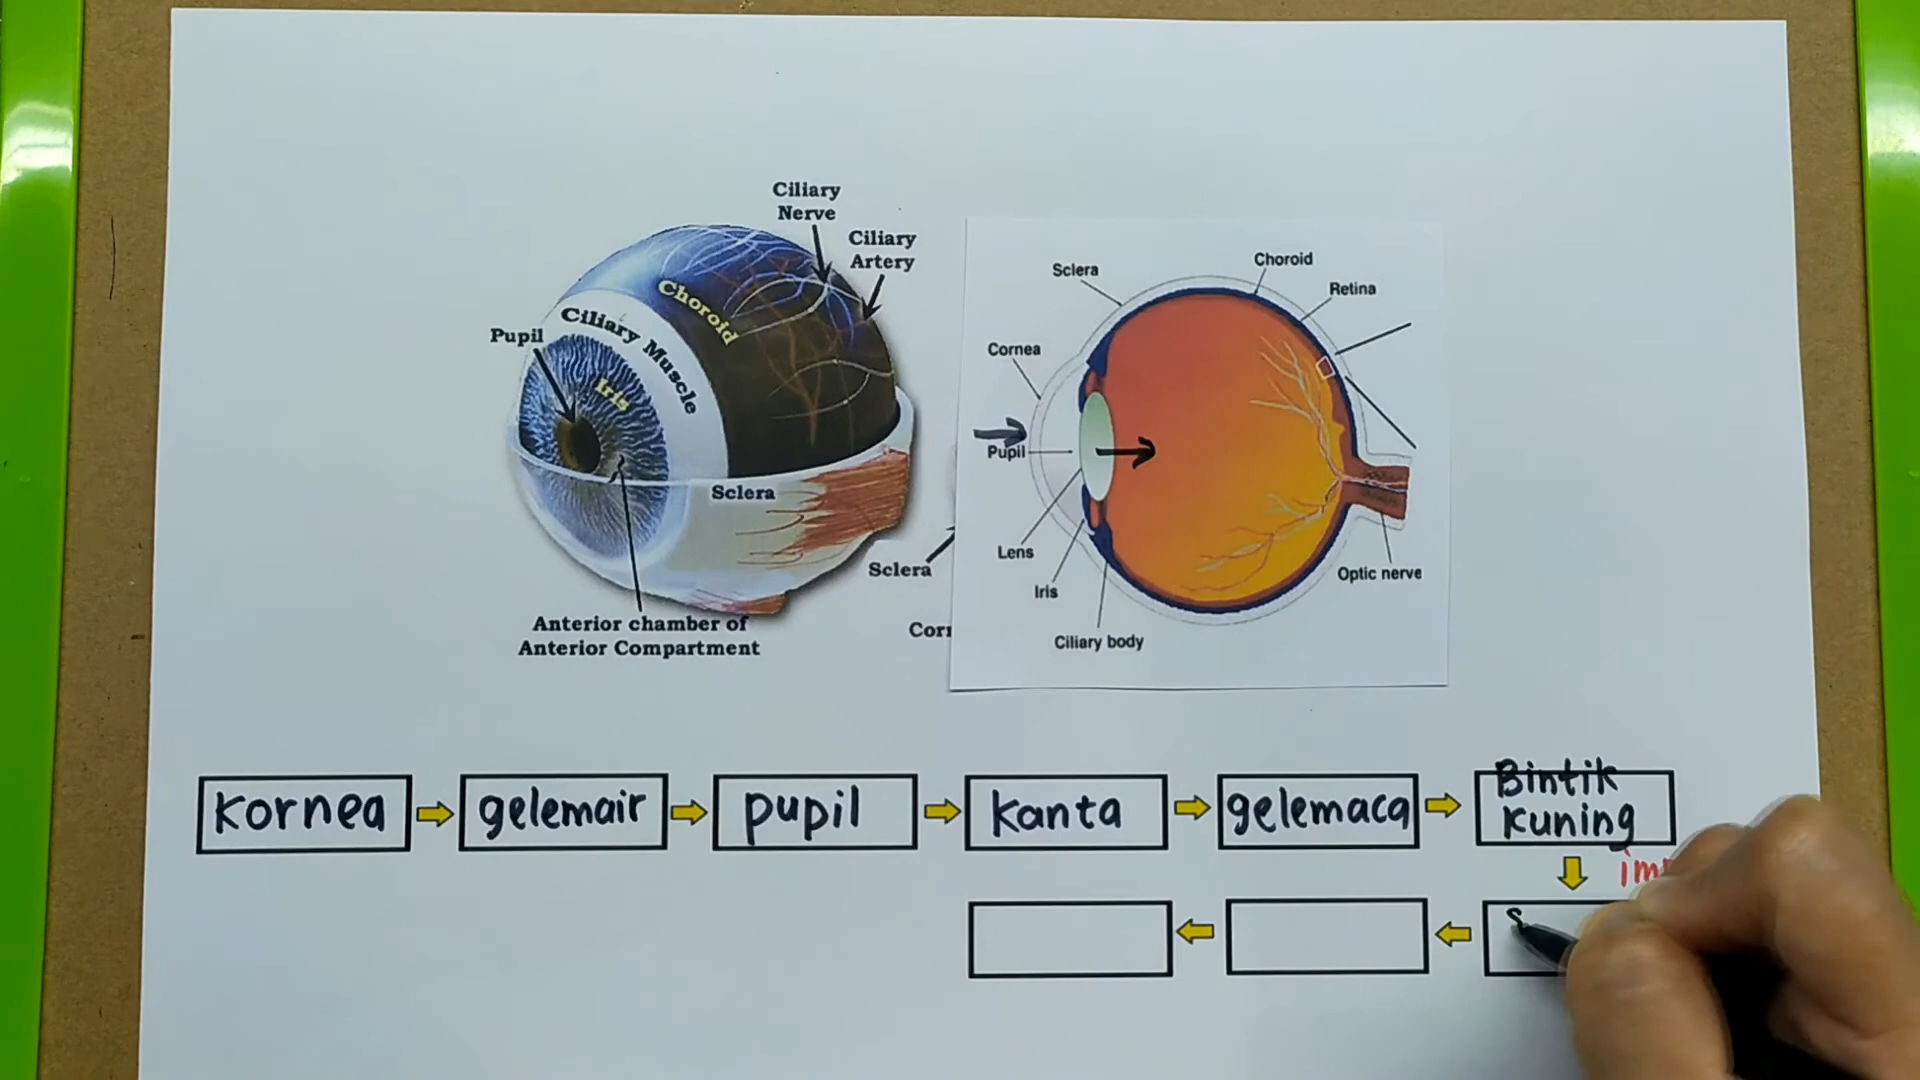 Ciliary
Nerve
Ciliary
Artery
Choroid
Ciliary Muscle
Pupil
Iris
Sclera
Sclera
Anterior chamber of
Anterior Compartment
Choroid
Sclera
Retina
Cornea
Pupil
Lens
Iris
Optic nerve
Ciliary body
Kornea
gelemair
pupil
Kanta
gelemaca
Bintik
Kuning